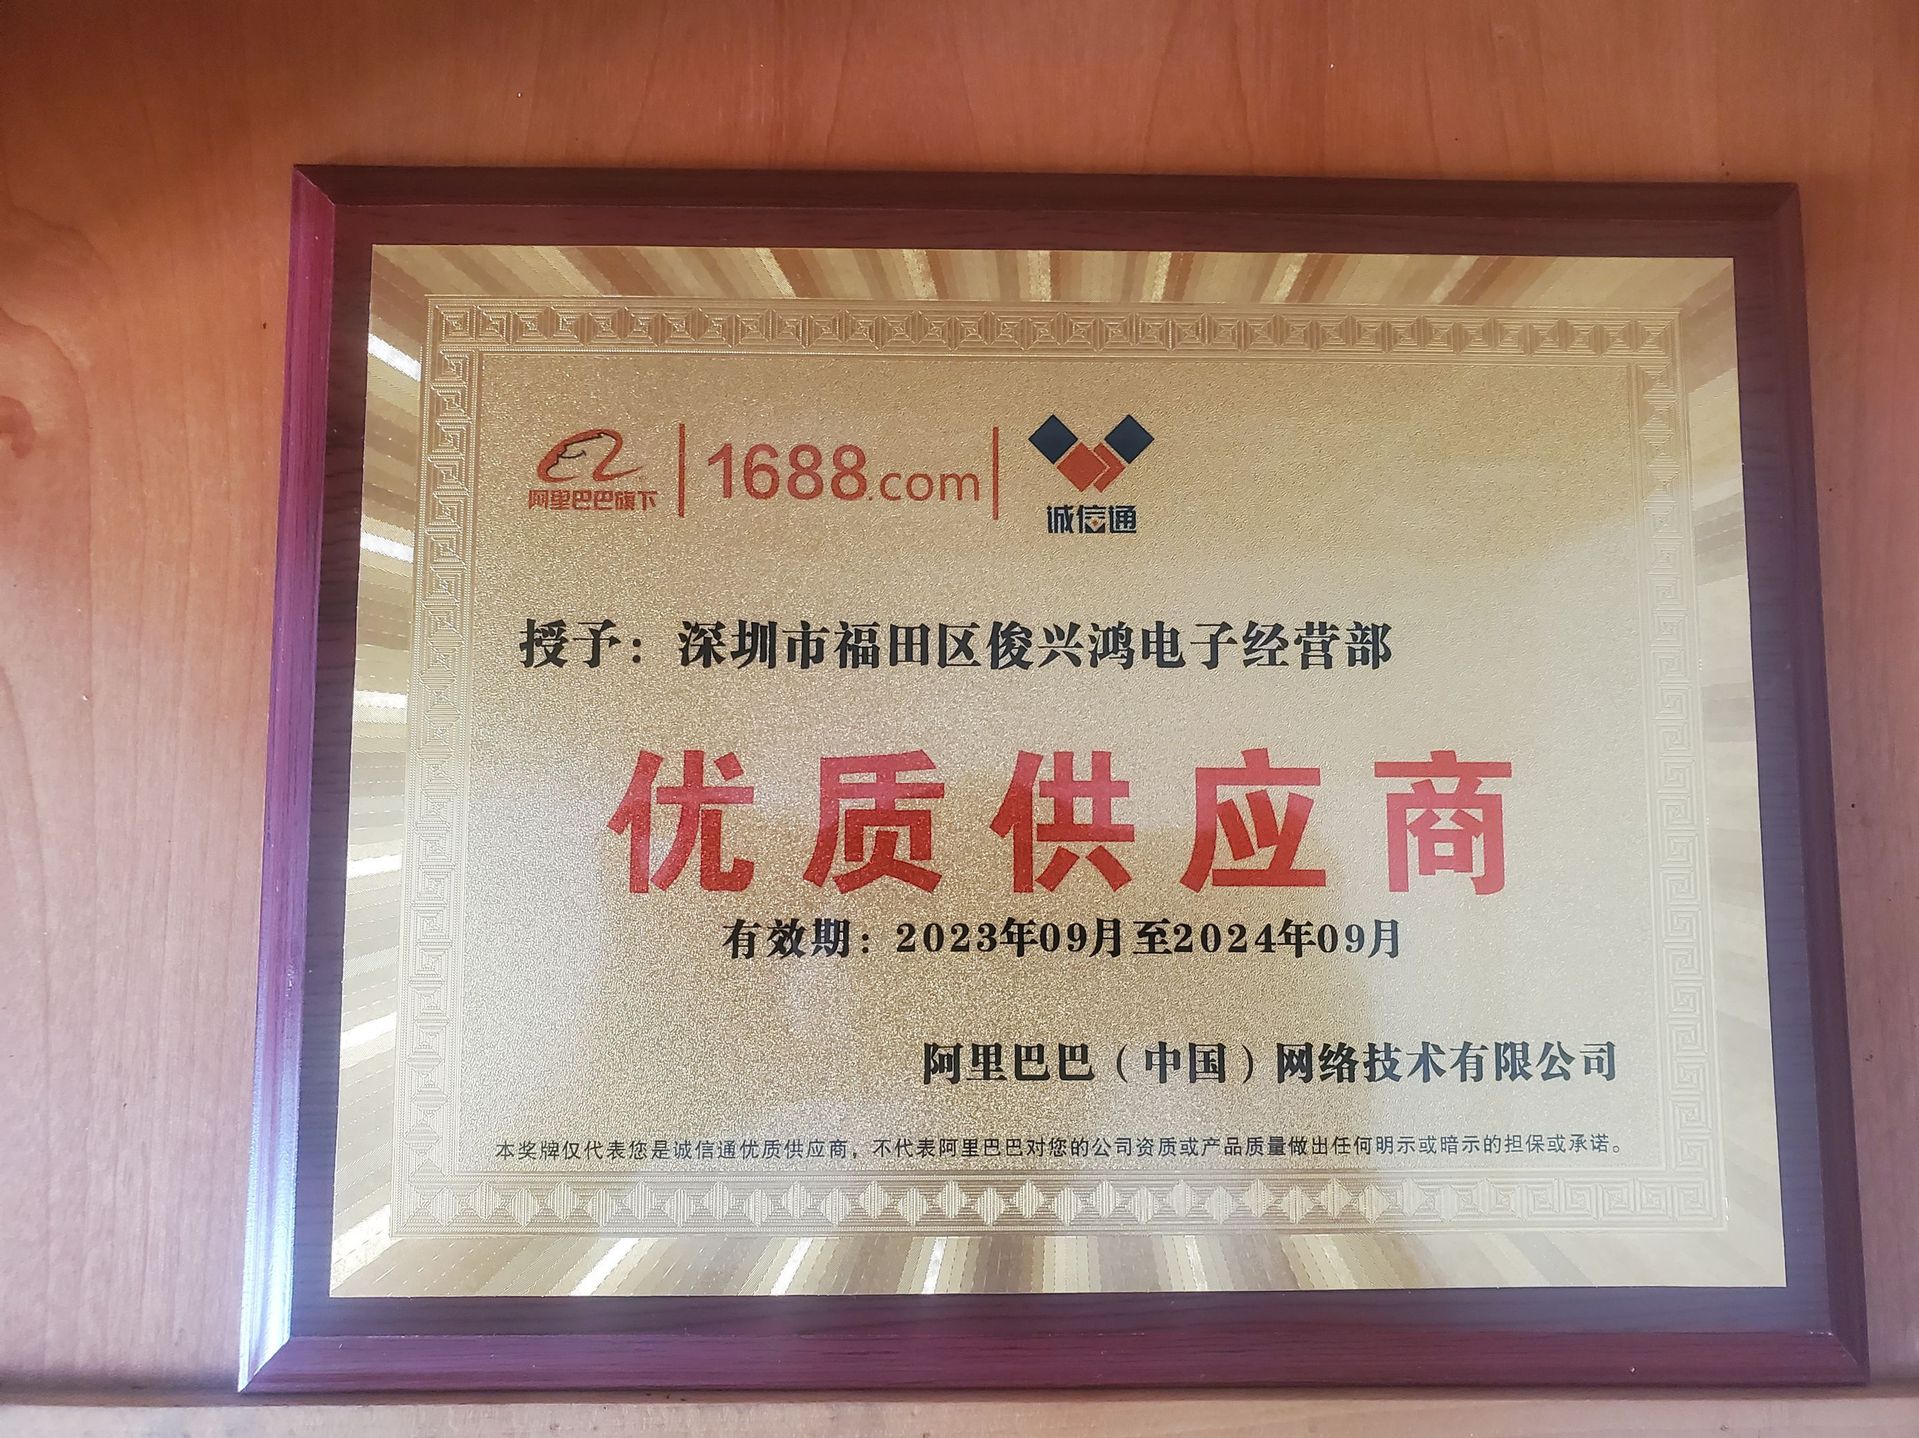 阿里巴巴旗下 1688.com 诚信通
授予：深圳市福田区俊兴鸿电子经营部
优质供应商
有效期：2023年09月至2024年09月
阿里巴巴（中国）网络技术有限公司
本奖牌仅代表您是诚信通优质供应商，不代表阿里巴巴对您的公司资质或产品质量做出任何明示或暗示的担保或承诺。